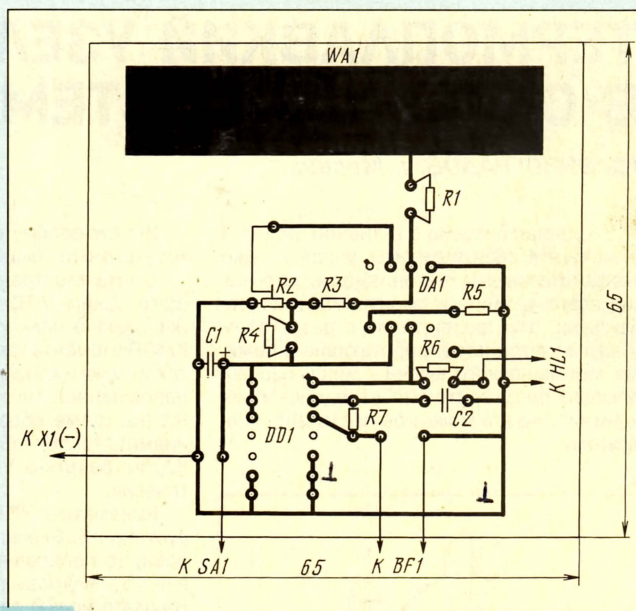 WA1
R1
DA1
R2
R3
R5
C1
+
R4
R6
К HL1
65
DD1
R7
C2
К X1(-)
К SA1
65
К BF1